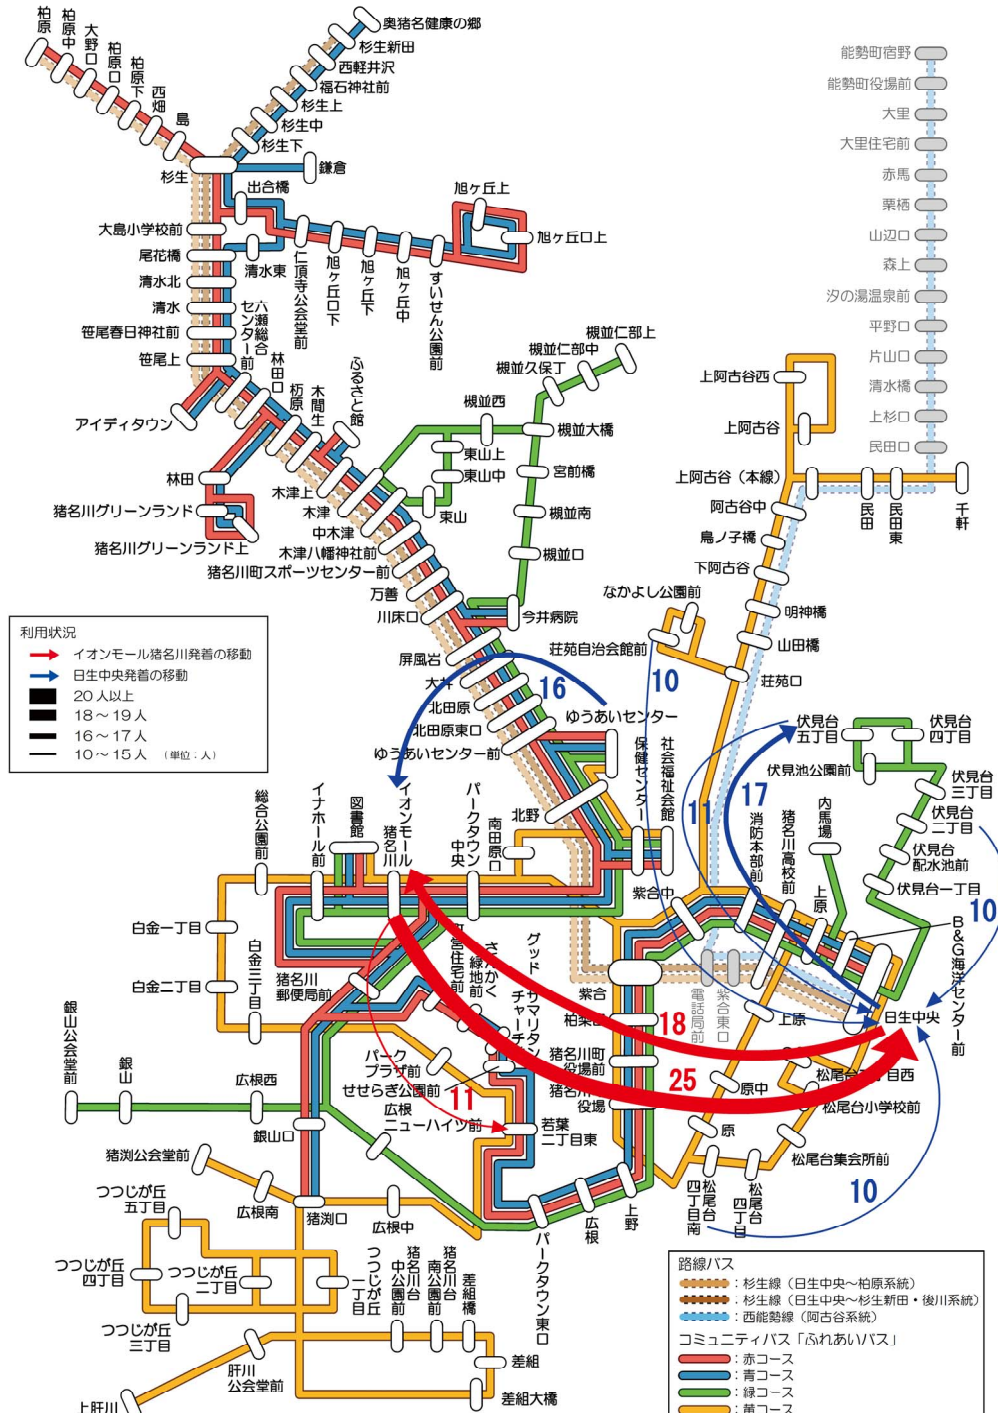 柏原
柏原中
大野口
柏原口
柏原下
西畑
島
杉生
奥猪名健康の郷
杉生新田
西軽井沢
福石神社前
杉生上
杉生中
杉生下
鎌倉
出合橋
大島小学校前
尾花橋
清水東
清水北
清水
笹尾春日神社前
笹尾上
アイディタウン
仁頂寺公会堂前
旭ヶ丘口下
旭ヶ丘下
旭ヶ丘中
すいせん公園前
旭ヶ丘上
旭ヶ丘口上
六瀬総合
センター前
林田口
栃原
木間生
ふるさと館
林田
猪名川グリーンランド
猪名川グリーンランド上
木津上
木津
中木津
木津八幡神社前
猪名川町スポーツセンター前
万善
川床口
今井病院
槻並仁部上
槻並仁部中
槻並久保丁
槻並西
槻並大橋
東山上
東山中
東山
宮前橋
槻並南
槻並口
能勢町宿野
能勢町役場前
大里
大里住宅前
赤馬
栗栖
山辺口
森上
汐の湯温泉前
平野口
片山口
清水橋
上杉口
民田口
上阿古谷西
上阿古谷
上阿古谷（本線）
民田
民田東
千軒
阿古谷中
鳥ノ子橋
下阿古谷
明神橋
山田橋
荘苑口
なかよし公園前
荘苑自治会館前
利用状況
イオンモール猪名川発着の移動
日生中央発着の移動
20人以上
18～19人
16～17人
10～15人 （単位：人）
屏風岩
大井
北田原
北田原東口
ゆうあいセンター前
ゆうあいセンター
16
10
11
17
10
伏見台
五丁目
伏見台
四丁目
伏見池公園前
伏見台
三丁目
伏見台
二丁目
伏見台
配水池前
伏見台一丁目
北野
保健センター
社会福祉会館
消防本部前
猪名川高校前
内馬場
上原
B&G海洋センター前
日生中央
総合公園前
イナホール前
図書館
イオンモール
猪名川
パークタウン
中央
南田原口
紫合中
白金一丁目
白金二丁目
白金三丁目
猪名川
郵便局前
町営住宅前
さんかく
緑地前
グッド
サマリタン
チャーチ
紫合
電話局前
紫合東口
上原
柏梨田
猪名川町
役場前
猪名川
役場
18
25
11
原中
原
松尾台小学校前
松尾台集会所前
松尾台
四丁目南
松尾台
四丁目
10
銀山公会堂前
銀山
広根西
銀山口
パーク
プラザ前
せせらぎ公園前
広根
ニューハイツ前
若葉
二丁目東
猪渕公会堂前
広根南
猪渕口
広根中
上野
広根
パークタウン東口
つつじが丘
五丁目
つつじが丘
四丁目
つつじが丘
二丁目
つつじが丘
三丁目
つつじが丘
一丁目
猪名川台
中公園前
猪名川台
南公園前
差組橋
差組
差組大橋
肝川
公会堂前
上肝川
路線バス
：杉生線（日生中央～柏原系統）
：杉生線（日生中央～杉生新田・後川系統）
：西能勢線（阿古谷系統）
コミュニティバス「ふれあいバス」
：赤コース
：青コース
：緑コース
：黄コース